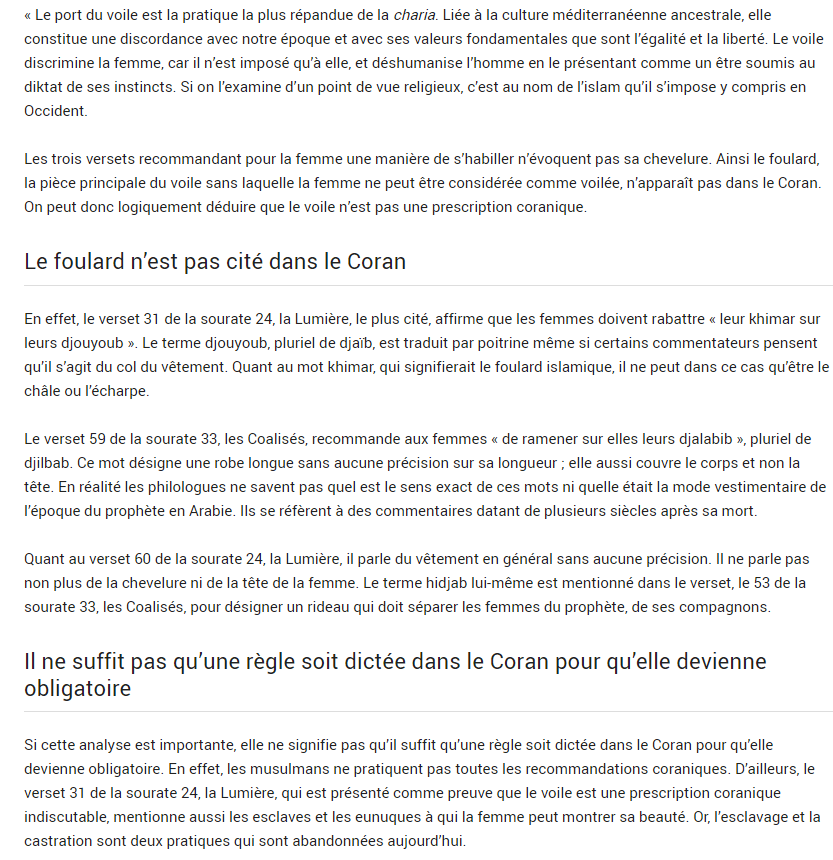 « Le port du voile est la pratique la plus répandue de la charia. Liée à la culture méditerranéenne ancestrale, elle
constitue une discordance avec notre époque et avec ses valeurs fondamentales que sont l’égalité et la liberté. Le voile
discrimine la femme, car il n’est imposé qu’à elle, et déshumanise l’homme en le présentant comme un être soumis au
diktat de ses instincts. Si on l’examine d’un point de vue religieux, c’est au nom de l’islam qu’il s’impose y compris en
Occident.
Les trois versets recommandant pour la femme une manière de s’habiller n’évoquent pas sa chevelure. Ainsi le foulard,
la pièce principale du voile sans laquelle la femme ne peut être considérée comme voilée, n’apparaît pas dans le Coran.
On peut donc logiquement déduire que le voile n’est pas une prescription coranique.
Le foulard n’est pas cité dans le Coran
En effet, le verset 31 de la sourate 24, la Lumière, le plus cité, affirme que les femmes doivent rabattre « leur khimar sur
leurs djouyoub ». Le terme djouyoub, pluriel de djaïb, est traduit par poitrine même si certains commentateurs pensent
qu’il s’agit du col du vêtement. Quant au mot khimar, qui signifierait le foulard islamique, il ne peut dans ce cas qu’être le
châle ou l’écharpe.
Le verset 59 de la sourate 33, les Coalisés, recommande aux femmes « de ramener sur elles leurs djalabib », pluriel de
djilbab. Ce mot désigne une robe longue sans aucune précision sur sa longueur ; elle aussi couvre le corps et non la
tête. En réalité les philologues ne savent pas quel est le sens exact de ces mots ni quelle était la mode vestimentaire de
l’époque du prophète en Arabie. Ils se réfèrent à des commentaires datant de plusieurs siècles après sa mort.
Quant au verset 60 de la sourate 24, la Lumière, il parle du vêtement en général sans aucune précision. Il ne parle pas
non plus de la chevelure ni de la tête de la femme. Le terme hidjab lui-même est mentionné dans le verset, le 53 de la
sourate 33, les Coalisés, pour désigner un rideau qui doit séparer les femmes du prophète, de ses compagnons.
Il ne suffit pas qu’une règle soit dictée dans le Coran pour qu’elle devienne
obligatoire
Si cette analyse est importante, elle ne signifie pas qu’il suffit qu’une règle soit dictée dans le Coran pour qu’elle
devienne obligatoire. En effet, les musulmans ne pratiquent pas toutes les recommandations coraniques. D’ailleurs, le
verset 31 de la sourate 24, la Lumière, qui est présenté comme preuve que le voile est une prescription coranique
indiscutable, mentionne aussi les esclaves et les eunuques à qui la femme peut montrer sa beauté. Or, l’esclavage et la
castration sont deux pratiques qui sont abandonnées aujourd’hui.